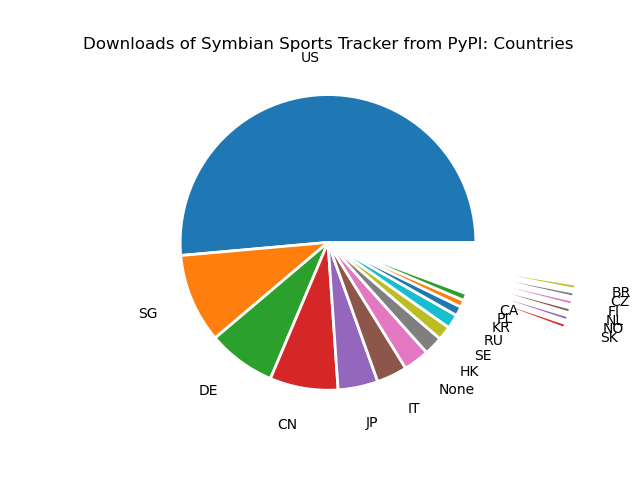 Downloads of Symbian Sports Tracker from PyPI: Countries
US
SG
DE
CN
JP
IT
None
HK
SE
RU
KR
PL
CA
SK
NO
NL
FI
CZ
BR